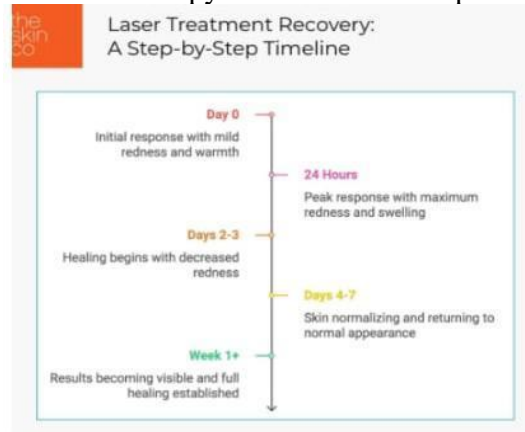 the
skin
co
Laser Treatment Recovery:
A Step-by-Step Timeline
Day 0
Initial response with mild
redness and warmth
24 Hours
Peak response with maximum
redness and swelling
Days 2-3
Healing begins with decreased
redness
Days 4-7
Skin normalizing and returning to
normal appearance
Week 1+
Results becoming visible and full
healing established